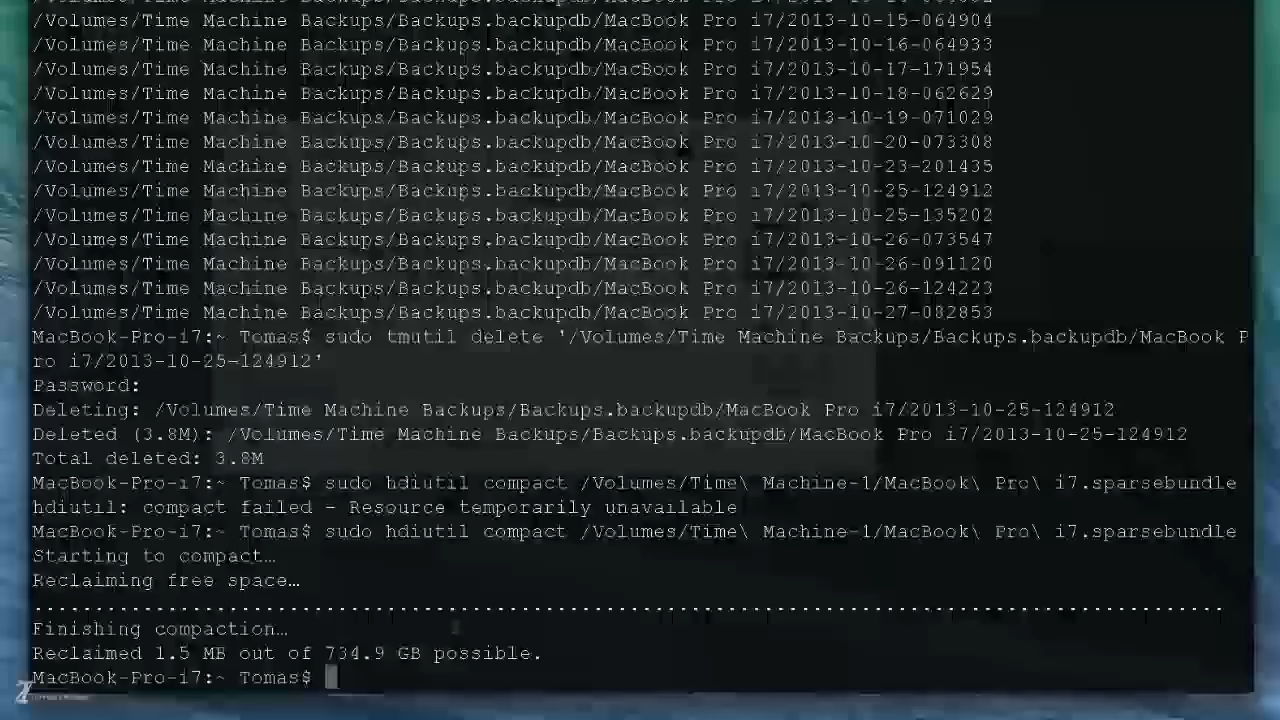 /Volumes/Time Machine Backups/Backups.backupdb/MacBook Pro i7/2013-10-15-064904
/Volumes/Time Machine Backups/Backups.backupdb/MacBook Pro i7/2013-10-16-064933
/Volumes/Time Machine Backups/Backups.backupdb/MacBook Pro i7/2013-10-17-171954
/Volumes/Time Machine Backups/Backups.backupdb/MacBook Pro i7/2013-10-18-062629
/Volumes/Time Machine Backups/Backups.backupdb/MacBook Pro i7/2013-10-19-071029
/Volumes/Time Machine Backups/Backups.backupdb/MacBook Pro i7/2013-10-20-073308
/Volumes/Time Machine Backups/Backups.backupdb/MacBook Pro i7/2013-10-23-201435
/Volumes/Time Machine Backups/Backups.backupdb/MacBook Pro i7/2013-10-25-124912
/Volumes/Time Machine Backups/Backups.backupdb/MacBook Pro i7/2013-10-25-135202
/Volumes/Time Machine Backups/Backups.backupdb/MacBook Pro i7/2013-10-26-073547
/Volumes/Time Machine Backups/Backups.backupdb/MacBook Pro i7/2013-10-26-091120
/Volumes/Time Machine Backups/Backups.backupdb/MacBook Pro i7/2013-10-26-124223
/Volumes/Time Machine Backups/Backups.backupdb/MacBook Pro i7/2013-10-27-082853
MacBook-Pro-i7:~ Tomas$ sudo tmutil delete '/Volumes/Time Machine Backups/Backups.backupdb/MacBook P
ro i7/2013-10-25-124912'
Password:
Deleting: /Volumes/Time Machine Backups/Backups.backupdb/MacBook Pro i7/2013-10-25-124912
Deleted (3.8M): /Volumes/Time Machine Backups/Backups.backupdb/MacBook Pro i7/2013-10-25-124912
Total deleted: 3.8M
MacBook-Pro-i7:~ Tomas$ sudo hdiutil compact /Volumes/Time\ Machine-1/MacBook\ Pro\ i7.sparsebundle
hdiutil: compact failed - Resource temporarily unavailable
MacBook-Pro-i7:~ Tomas$ sudo hdiutil compact /Volumes/Time\ Machine-1/MacBook\ Pro\ i7.sparsebundle
Starting to compact…
Reclaiming free space…
..................................................................................................
Finishing compaction…
Reclaimed 1.5 MB out of 734.9 GB possible.
MacBook-Pro-i7:~ Tomas$